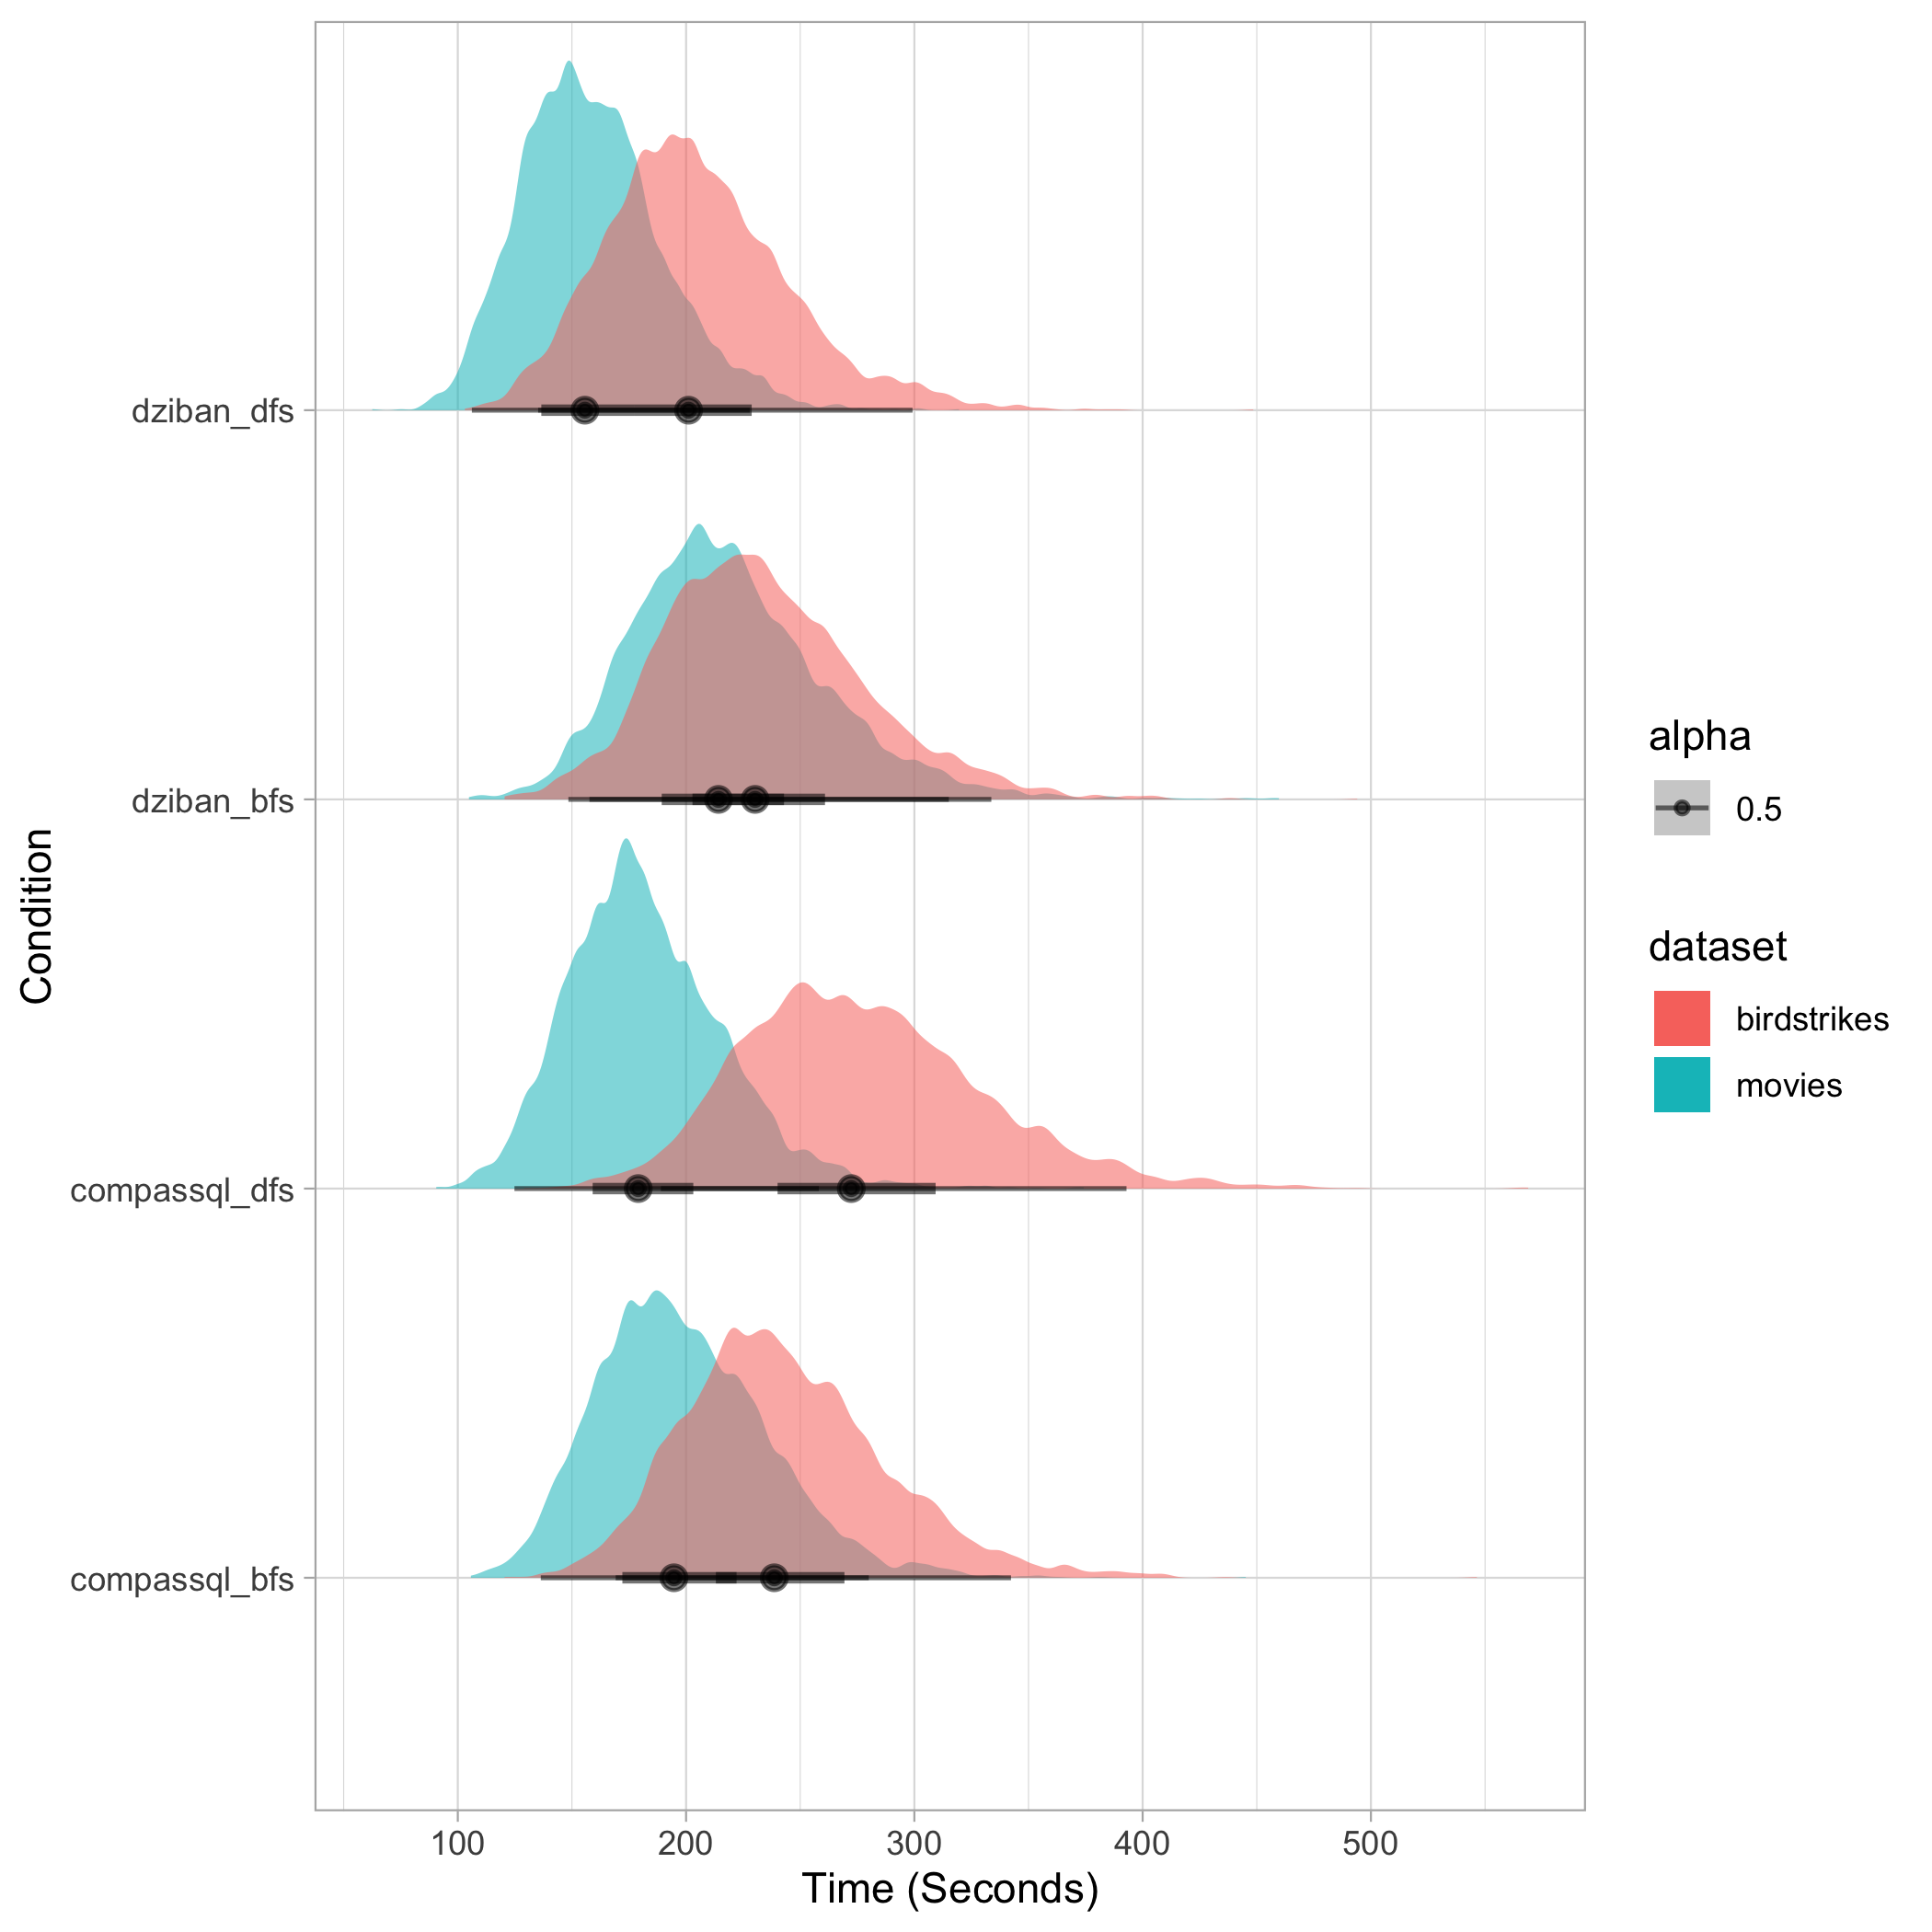 dziban_dfs
dziban_bfs
compassql_dfs
compassql_bfs
Condition
100 200 300 400 500
Time (Seconds)
alpha
0.5
dataset
birdstrikes
movies